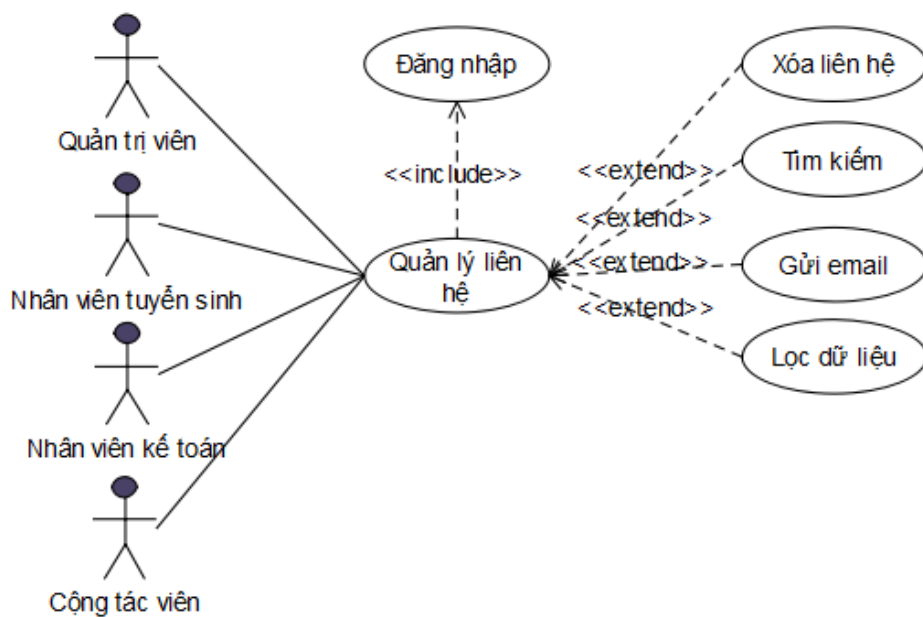 Quản trị viên
Nhân viên tuyển sinh
Nhân viên kế toán
Cộng tác viên
Đăng nhập
<<include>>
Quản lý liên
hệ
<<extend>>
<<extend>>
<<extend>>
<<extend>>
Xóa liên hệ
Tìm kiếm
Gửi email
Lọc dữ liệu